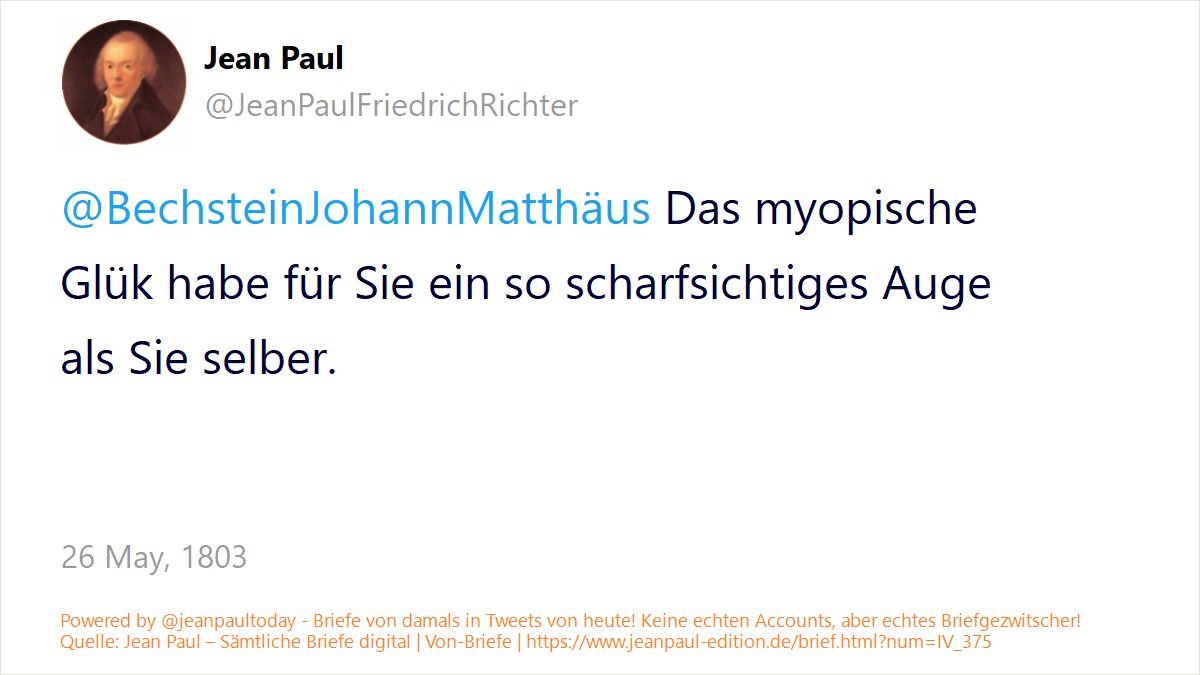 Jean Paul
@JeanPaulFriedrichRichter
@BechsteinJohannMatthäus Das myopische
Glük habe für Sie ein so scharfsichtiges Auge
als Sie selber.
26 May, 1803
Powered by @jeanpaultoday - Briefe von damals in Tweets von heute! Keine echten Accounts, aber echtes Briefgezwitscher!
Quelle: Jean Paul – Sämtliche Briefe digital | Von-Briefe | https://www.jeanpaul-edition.de/brief.html?num=IV_375